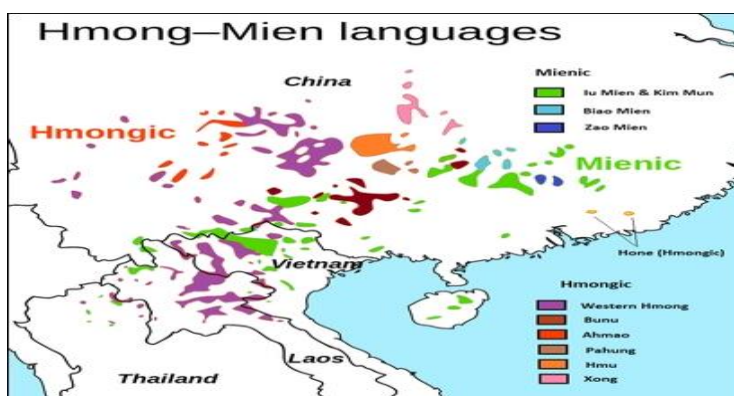 Hmong–Mien languages
China
Mienic
Iu Mien & Kim Mun
Biao Mien
Zao Mien
Hmongic
Mienic
Hone (Hmongic)
Vietnam
Hmongic
Western Hmong
Bunu
Ahmao
Pahung
Hmu
Xong
Laos
Thailand